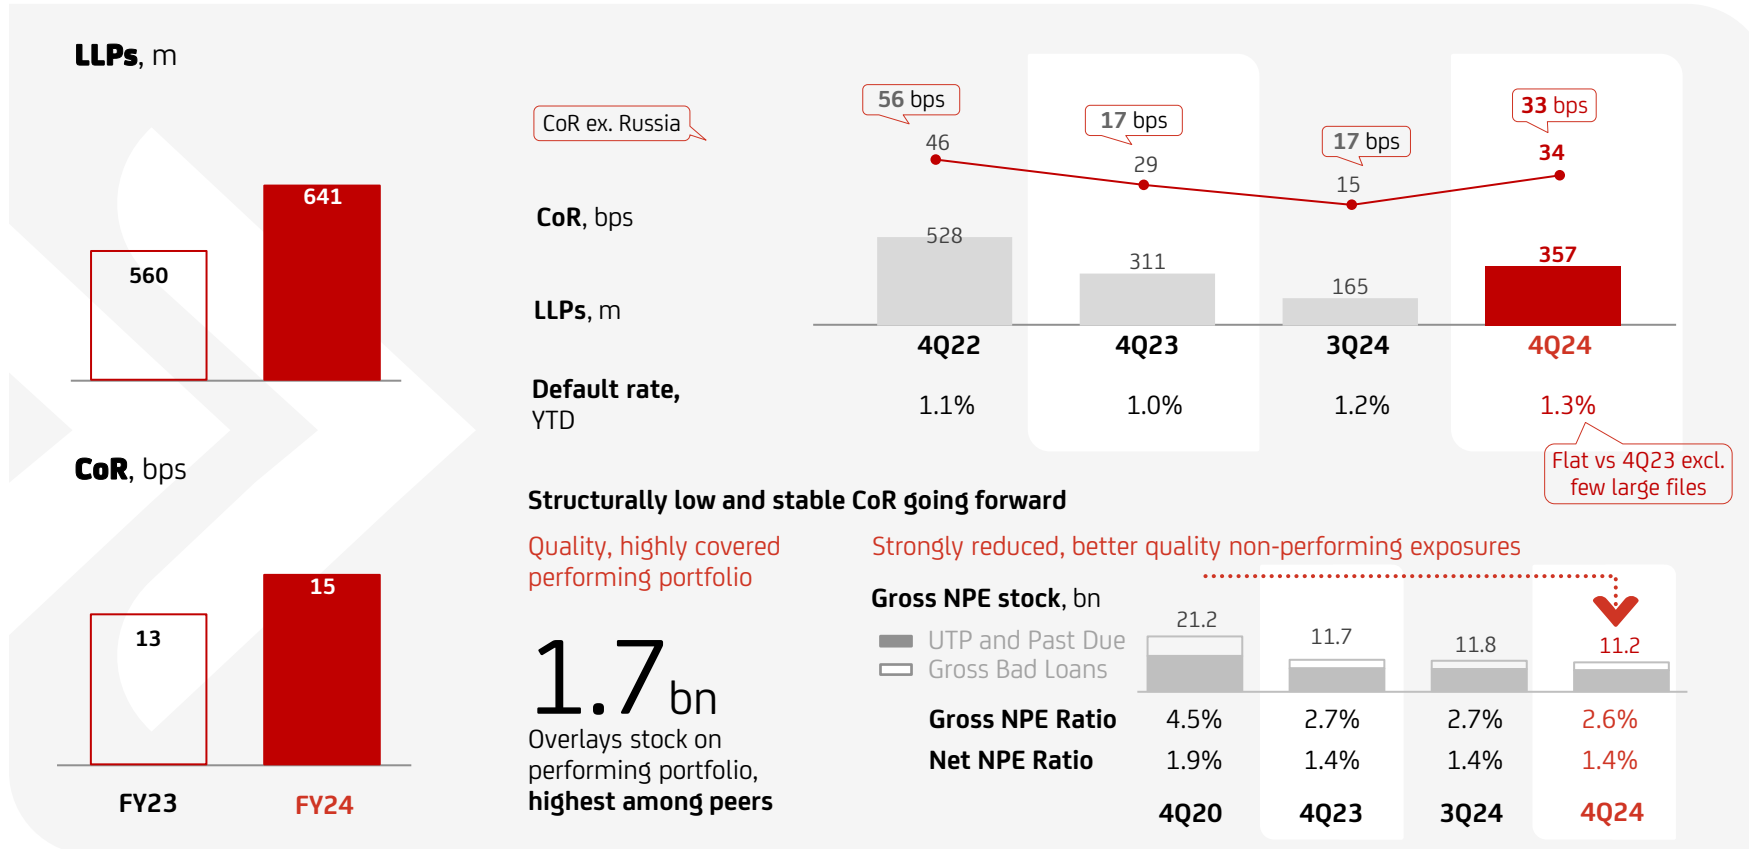 LLPs, m
560
641
CoR, bps
13
15
FY23
FY24
CoR ex. Russia
56 bps
17 bps
17 bps
33 bps
CoR, bps
46
29
15
34
LLPs, m
528
311
165
357
4Q22
4Q23
3Q24
4Q24
Default rate,
YTD
1.1%
1.0%
1.2%
1.3%
Flat vs 4Q23 excl.
few large files
Structurally low and stable CoR going forward
Quality, highly covered
performing portfolio
1.7 bn
Overlays stock on
performing portfolio,
highest among peers
Strongly reduced, better quality non-performing exposures
Gross NPE stock, bn
UTP and Past Due
Gross Bad Loans
21.2
11.7
11.8
11.2
Gross NPE Ratio
4.5%
2.7%
2.7%
2.6%
Net NPE Ratio
1.9%
1.4%
1.4%
1.4%
4Q20
4Q23
3Q24
4Q24